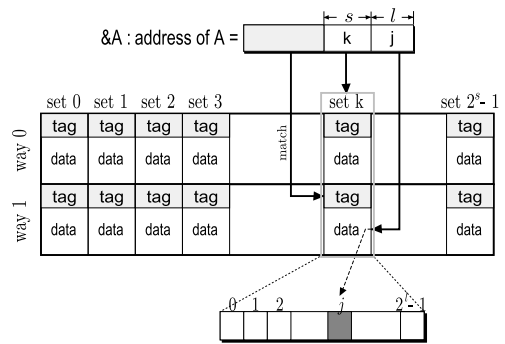 s l
&A : address of A = k j
set 0 set 1 set 2 set 3 set k set 2^s- 1
way 0
tag tag tag tag tag tag
match
data data data data data data
way 1
tag tag tag tag tag tag
data data data data data data
0 1 2 j 2^l- 1